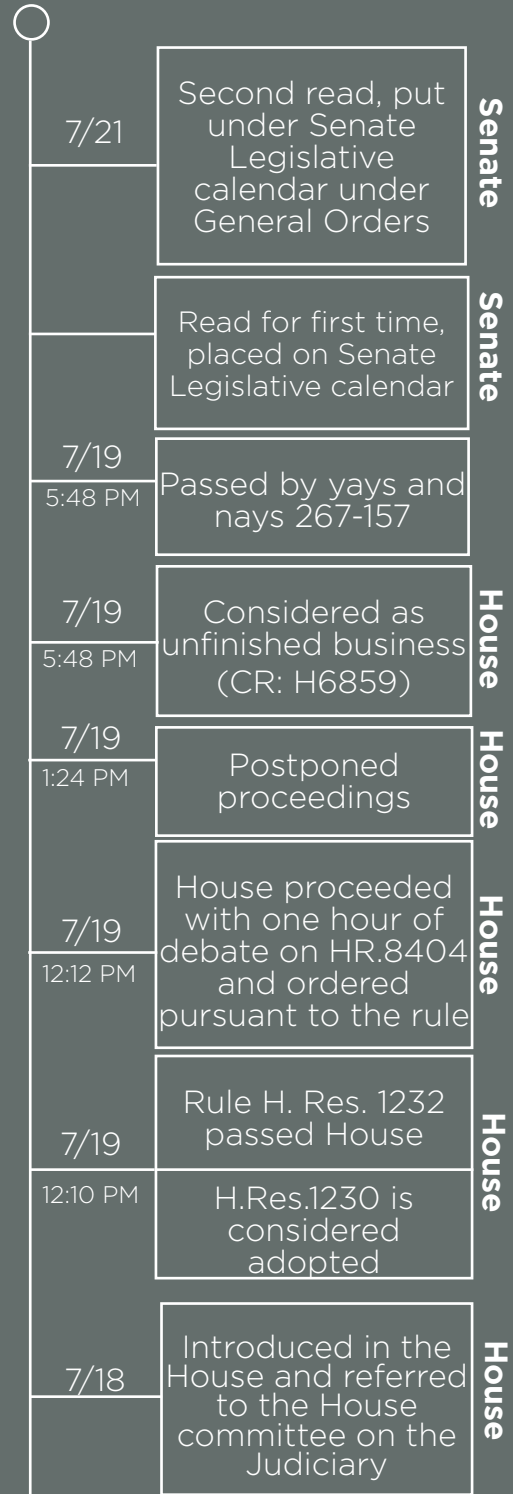 7/21
Second read, put
under Senate
Legislative
calendar under
General Orders
Senate
Read for first time,
placed on Senate
Legislative calendar
Senate
7/19
5:48 PM
Passed by yays and
nays 267-157
7/19
5:48 PM
Considered as
unfinished business
(CR: H6859)
House
7/19
1:24 PM
Postponed
proceedings
House
7/19
12:12 PM
House proceeded
with one hour of
debate on HR.8404
and ordered
pursuant to the rule
House
7/19
12:10 PM
Rule H. Res. 1232
passed House
H.Res.1230 is
considered
adopted
House
7/18
Introduced in the
House and referred
to the House
committee on the
Judiciary
House